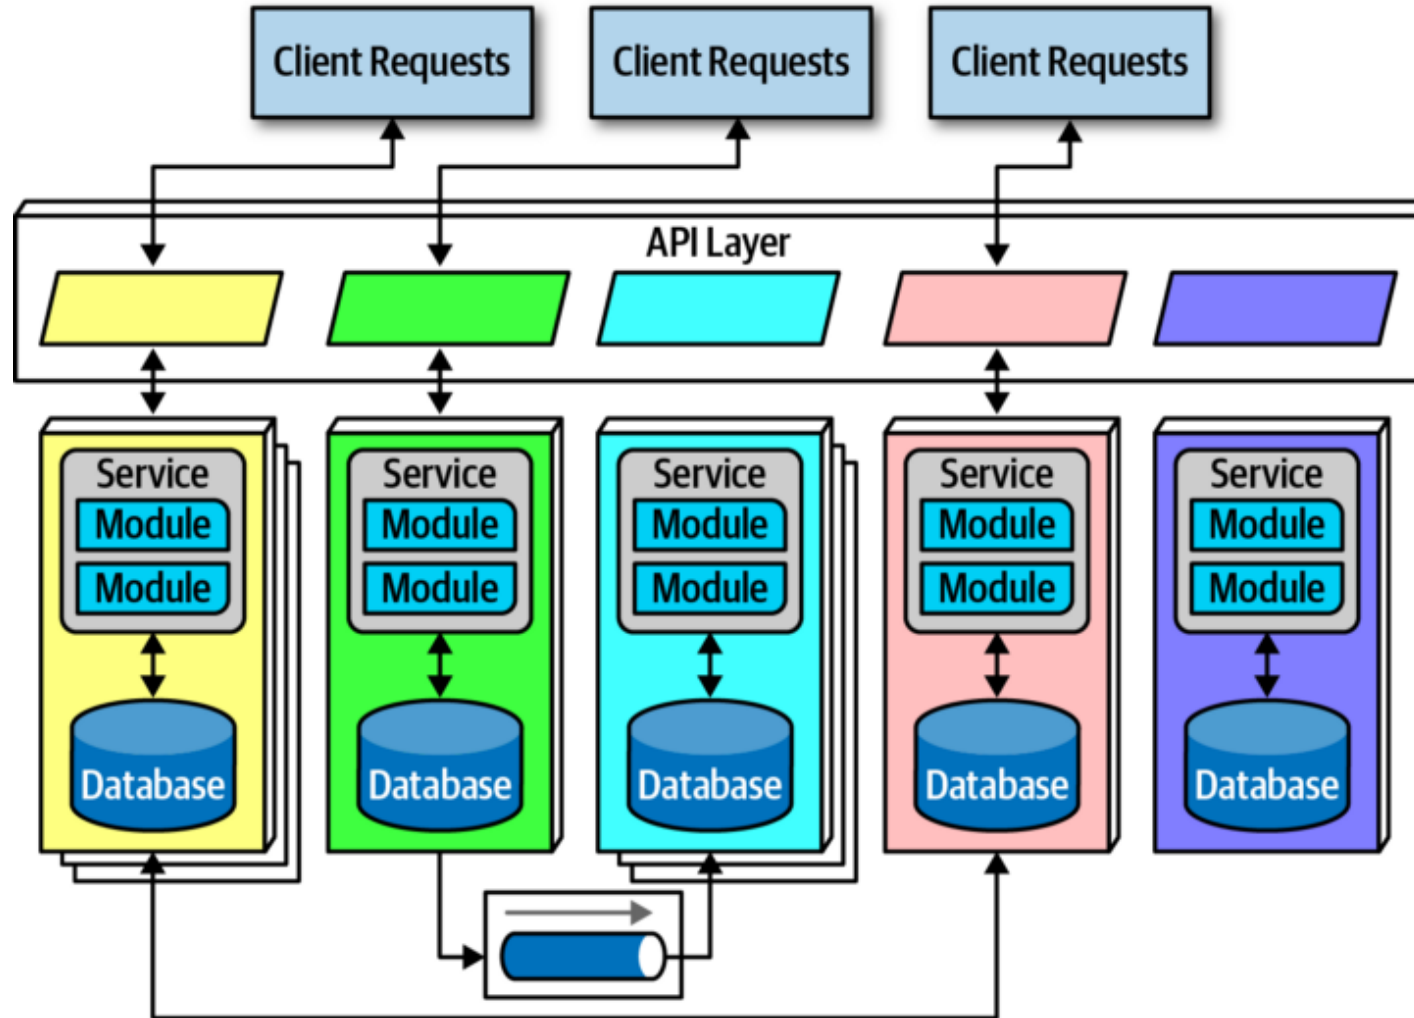 Client Requests
Client Requests
Client Requests
API Layer
Service
Module
Module
Database
Service
Module
Module
Database
Service
Module
Module
Database
Service
Module
Module
Database
Service
Module
Module
Database